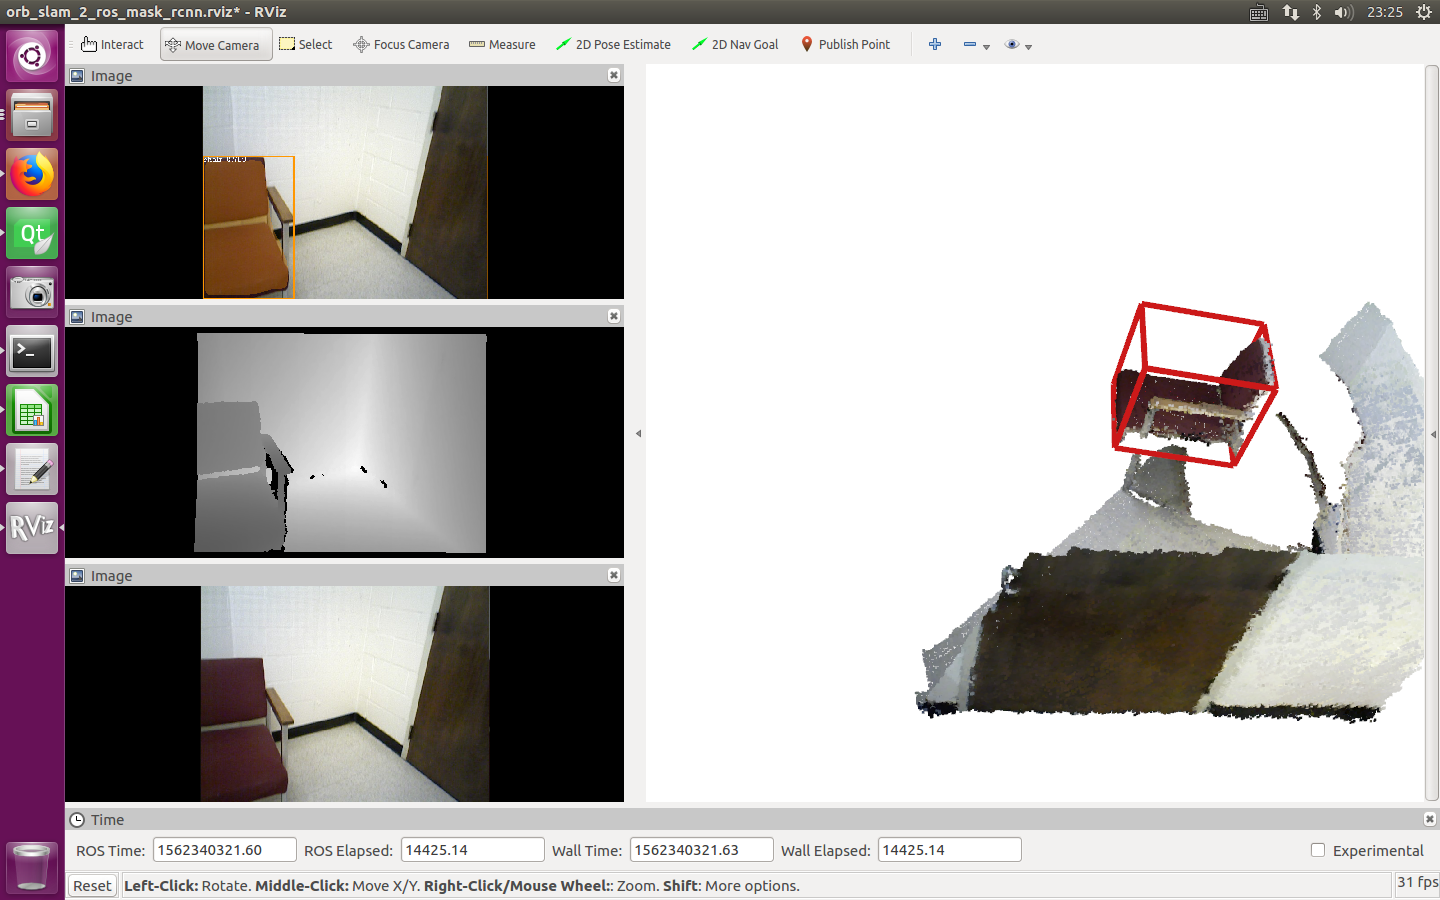 orb_slam_2_ros_mask_rcnn.rviz* - RViz
23:25
Interact
Move Camera
Select
Focus Camera
Measure
2D Pose Estimate
2D Nav Goal
Publish Point
Image
Image
Image
Qt
RViz
Time
ROS Time: 1562340321.60
ROS Elapsed: 14425.14
Wall Time: 1562340321.63
Wall Elapsed: 14425.14
Experimental
Reset
Left-Click: Rotate. Middle-Click: Move X/Y. Right-Click/Mouse Wheel:: Zoom. Shift: More options.
31 fps